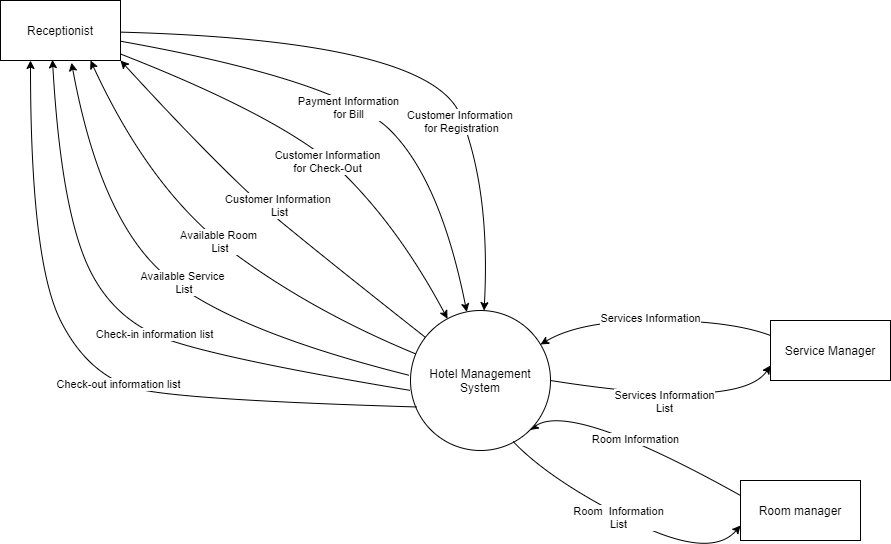 Receptionist
Payment Information
for Bill
Customer Information
for Registration
Customer Information
for Check-Out
Customer Information
List
Available Room
List
Available Service
List
Services Information
Check-in information list
Service Manager
Hotel Management
System
Check-out information list
Services Information
List
Room Information
Room Information
List
Room manager